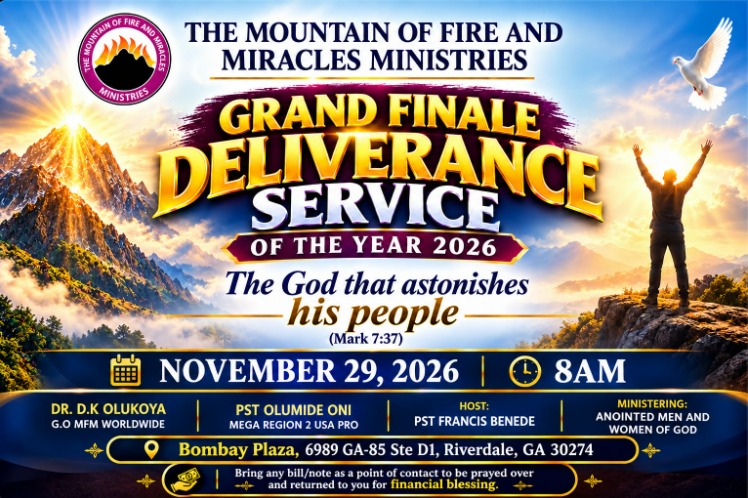 THE MOUNTAIN OF FIRE AND MIRACLES
MINISTRIES
THE MOUNTAIN OF FIRE AND
MIRACLES MINISTRIES
GRAND FINALE
DELIVERANCE
SERVICE
OF THE YEAR 2026
The God that astonishes
his people
(Mark 7:37)
NOVEMBER 29, 2026
8AM
DR. D.K OLUKOYA
G.O MFM WORLDWIDE
PST OLUMIDE ONI
MEGA REGION 2 USA PRO
HOST:
PST FRANCIS BENEDE
MINISTERING:
ANOINTED MEN AND
WOMEN OF GOD
Bombay Plaza, 6989 GA-85 Ste D1, Riverdale, GA 30274
Bring any bill/note as a point of contact to be prayed over
and returned to you for financial blessing.